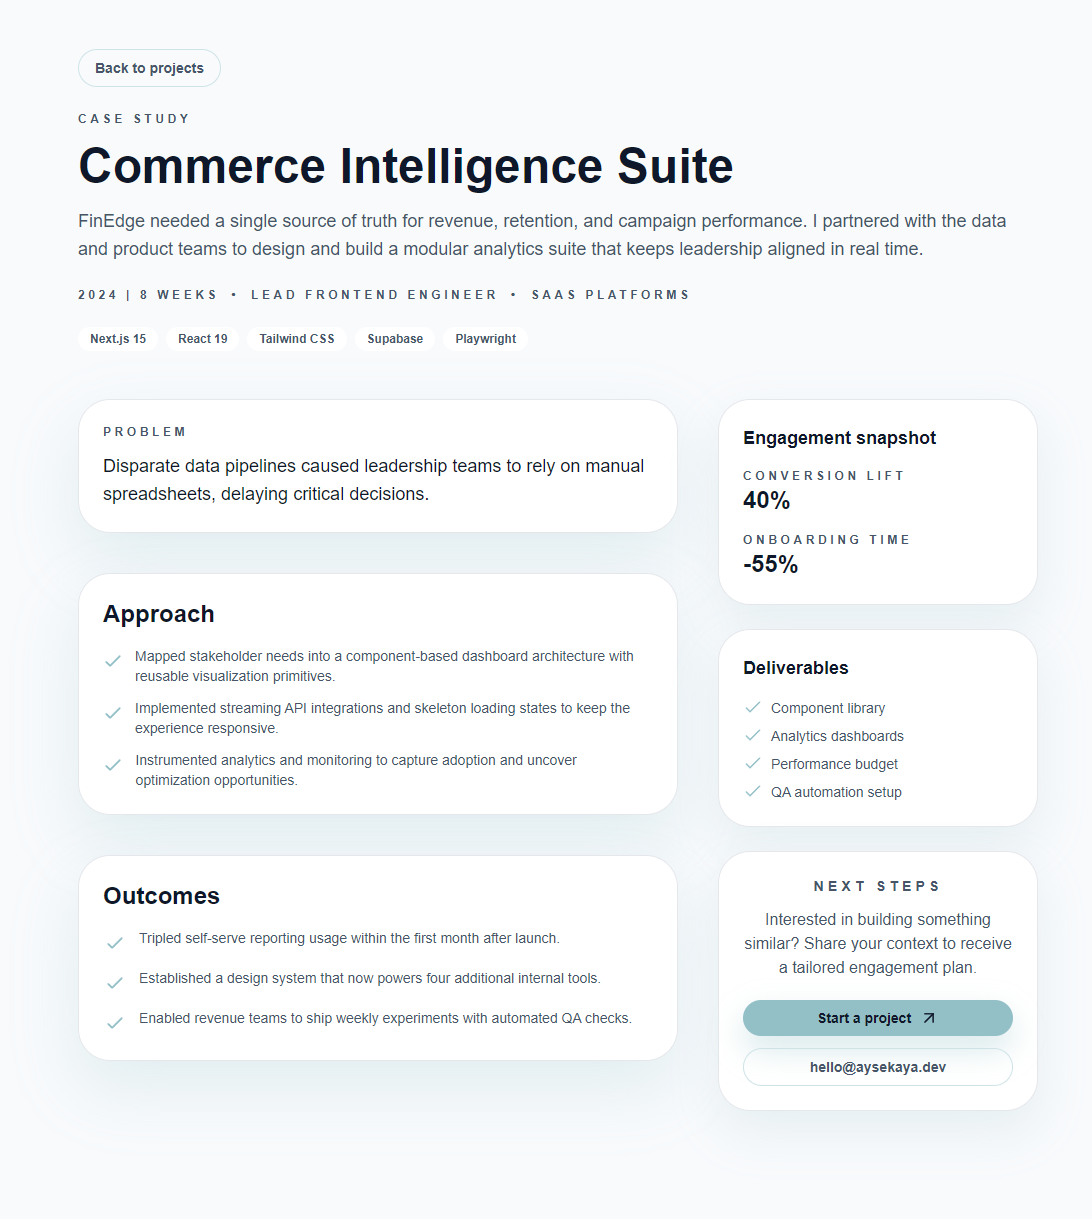 Back to projects
CASE STUDY
Commerce Intelligence Suite
FinEdge needed a single source of truth for revenue, retention, and campaign performance. I partnered with the data
and product teams to design and build a modular analytics suite that keeps leadership aligned in real time.
2024 | 8 WEEKS • LEAD FRONTEND ENGINEER • SAAS PLATFORMS
Next.js 15 React 19 Tailwind CSS Supabase Playwright
PROBLEM
Disparate data pipelines caused leadership teams to rely on manual
spreadsheets, delaying critical decisions.
Approach
Mapped stakeholder needs into a component-based dashboard architecture with
reusable visualization primitives.
Implemented streaming API integrations and skeleton loading states to keep the
experience responsive.
Instrumented analytics and monitoring to capture adoption and uncover
optimization opportunities.
Outcomes
Tripled self-serve reporting usage within the first month after launch.
Established a design system that now powers four additional internal tools.
Enabled revenue teams to ship weekly experiments with automated QA checks.
Engagement snapshot
CONVERSION LIFT
40%
ONBOARDING TIME
-55%
Deliverables
Component library
Analytics dashboards
Performance budget
QA automation setup
NEXT STEPS
Interested in building something
similar? Share your context to receive
a tailored engagement plan.
Start a project
hello@aysekaya.dev